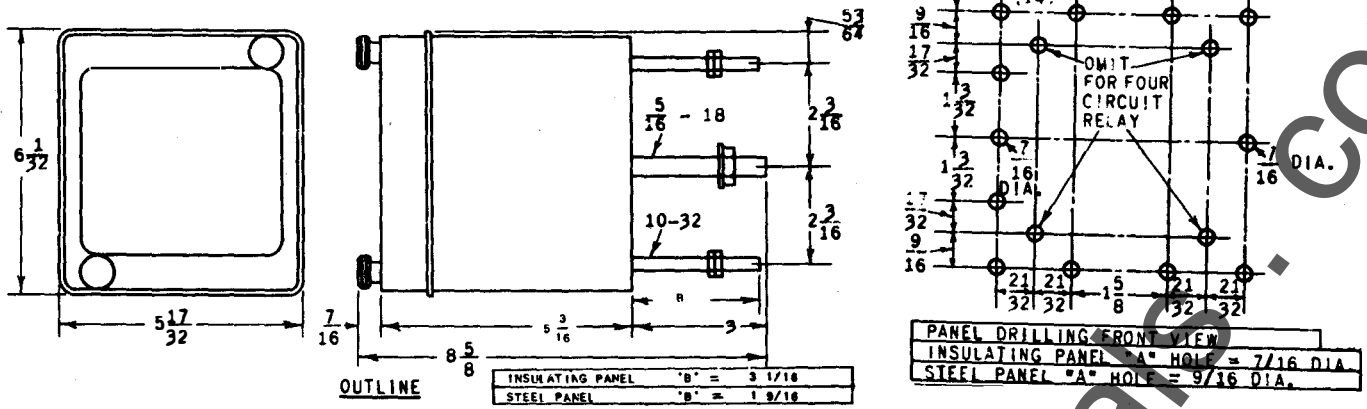 6 1/32
5 17/32
53/64
5/16 - 18
2 3/16
10-32
2 3/16
B
7/16
5 3/16
3
8 5/8
OUTLINE
INSULATING PANEL "B" = 3 1/16
STEEL PANEL "B" = 1 9/16
9/16
17/32
1 3/32
1 3/32
17/32
9/16
OMIT
FOR FOUR
CIRCUIT
RELAY
7/16 DIA.
7/16 DIA.
21/32 21/32 1 5/8 21/32 21/32
PANEL DRILLING FRONT VIEW
INSULATING PANEL "A" HOLE = 7/16 DIA
STEEL PANEL "A" HOLE = 9/16 DIA.